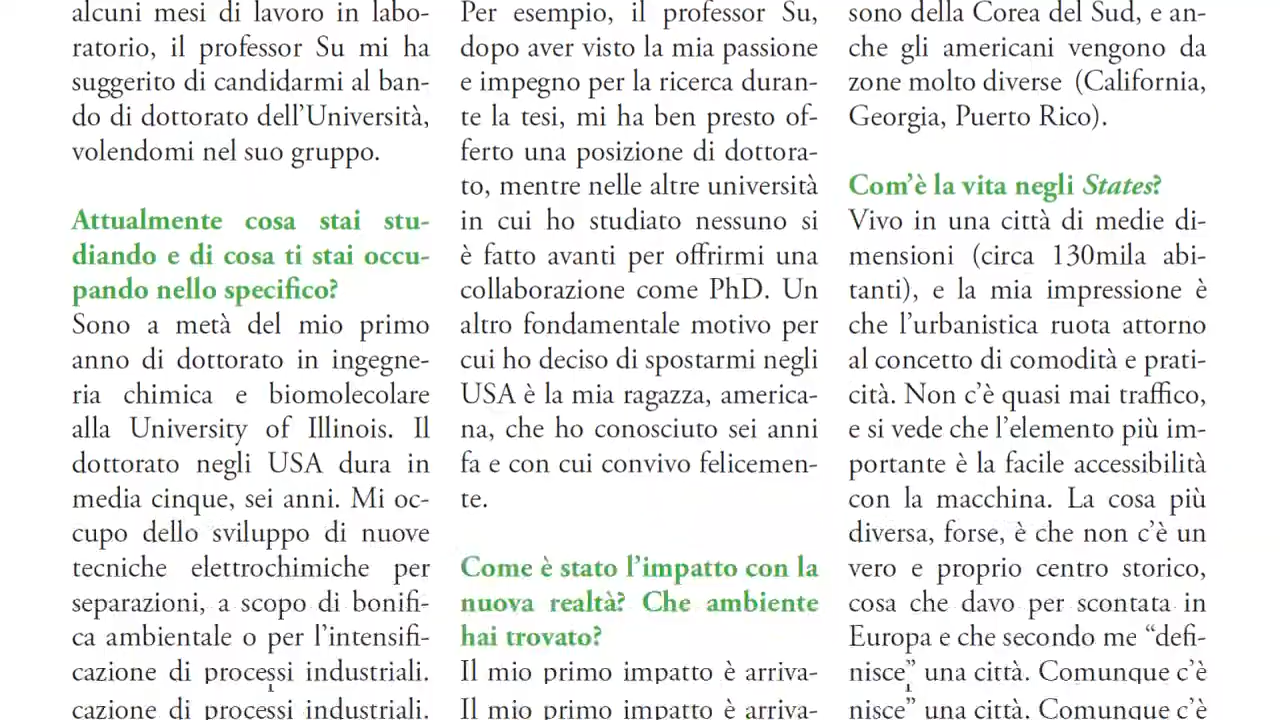 alcuni mesi di lavoro in labo-
ratorio, il professor Su mi ha
suggerito di candidarmi al ban-
do di dottorato dell’Università,
volendomi nel suo gruppo.
Attualmente cosa stai stu-
diando e di cosa ti stai occu-
pando nello specifico?
Sono a metà del mio primo
anno di dottorato in ingegne-
ria chimica e biomolecolare
alla University of Illinois. Il
dottorato negli USA dura in
media cinque, sei anni. Mi oc-
cupo dello sviluppo di nuove
tecniche elettrochimiche per
separazioni, a scopo di bonifi-
ca ambientale o per l’intensifi-
cazione di processi industriali.
cazione di processi industriali.
Per esempio, il professor Su,
dopo aver visto la mia passione
e impegno per la ricerca duran-
te la tesi, mi ha ben presto of-
ferto una posizione di dottora-
to, mentre nelle altre università
in cui ho studiato nessuno si
è fatto avanti per offrirmi una
collaborazione come PhD. Un
altro fondamentale motivo per
cui ho deciso di spostarmi negli
USA è la mia ragazza, america-
na, che ho conosciuto sei anni
fa e con cui convivo felicemen-
te.
Come è stato l’impatto con la
nuova realtà? Che ambiente
hai trovato?
Il mio primo impatto è arriva-
Il mio primo impatto è arriva-
sono della Corea del Sud, e an-
che gli americani vengono da
zone molto diverse (California,
Georgia, Puerto Rico).
Com’è la vita negli States?
Vivo in una città di medie di-
mensioni (circa 130mila abi-
tanti), e la mia impressione è
che l’urbanistica ruota attorno
al concetto di comodità e prati-
cità. Non c’è quasi mai traffico,
e si vede che l’elemento più im-
portante è la facile accessibilità
con la macchina. La cosa più
diversa, forse, è che non c’è un
vero e proprio centro storico,
cosa che davo per scontata in
Europa e che secondo me “defi-
nisce” una città. Comunque c’è
nisce” una città. Comunque c’è